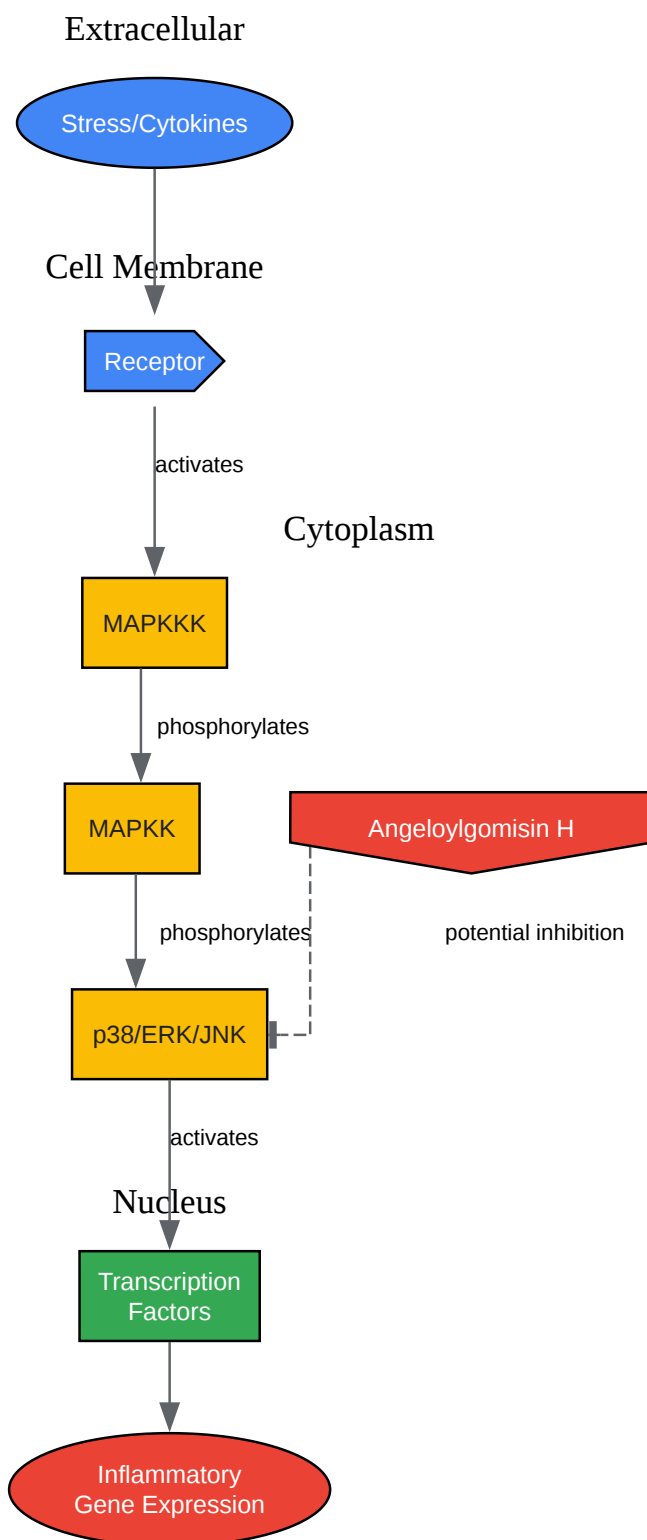 Extracellular
Stress/Cytokines
Cell Membrane
Receptor
activates
Cytoplasm
MAPKKK
phosphorylates
MAPKK
Angeloylgomisin H
phosphorylates
potential inhibition
p38/ERK/JNK
activates
Nucleus
Transcription
Factors
Inflammatory
Gene Expression